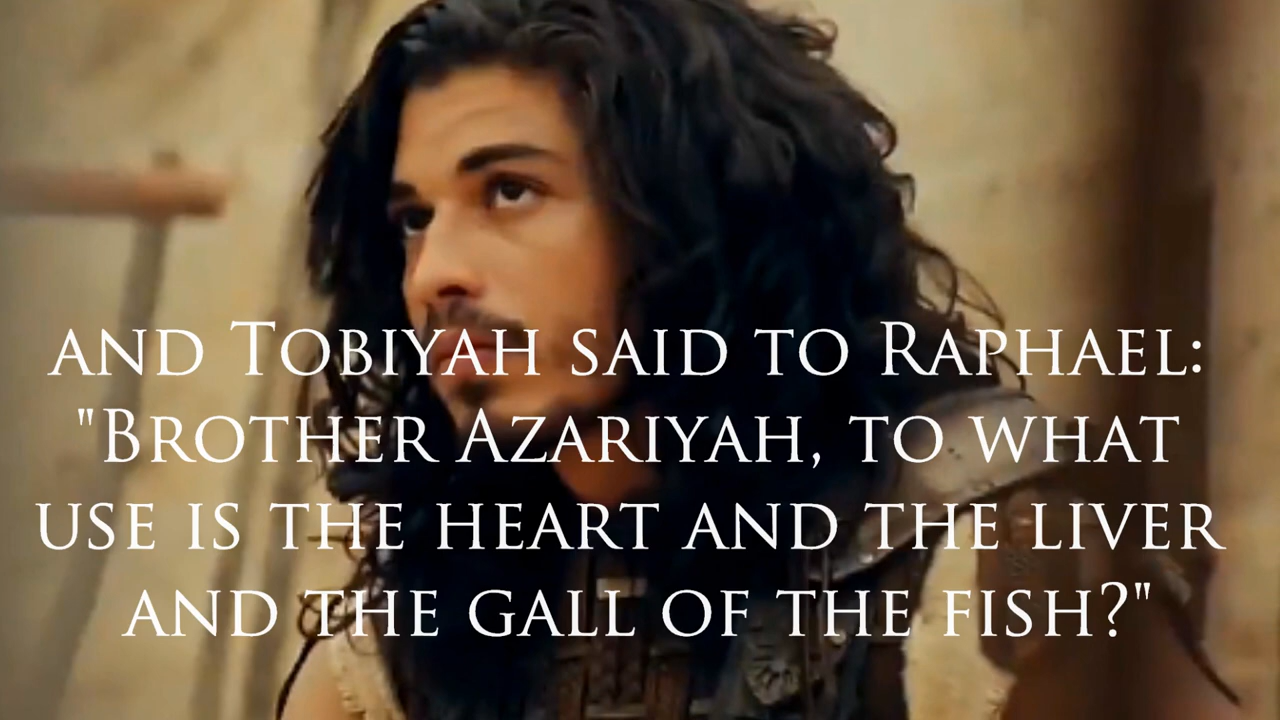 and Tobiyah said to Raphael:
"Brother Azariyah, to what
use is the heart and the liver
and the gall of the fish?"